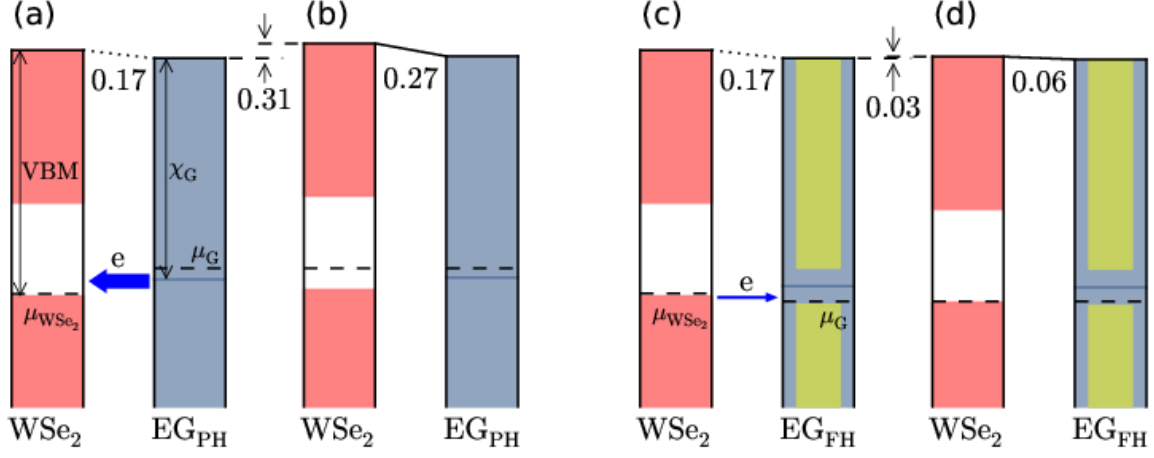 (a) (b) (c) (d)
0.17 0.31 0.27 0.17 0.03 0.06
VBM χG
μG
e e
μWSe₂ μWSe₂ μG
WSe₂ EGPH WSe₂ EGPH WSe₂ EGFH WSe₂ EGFH